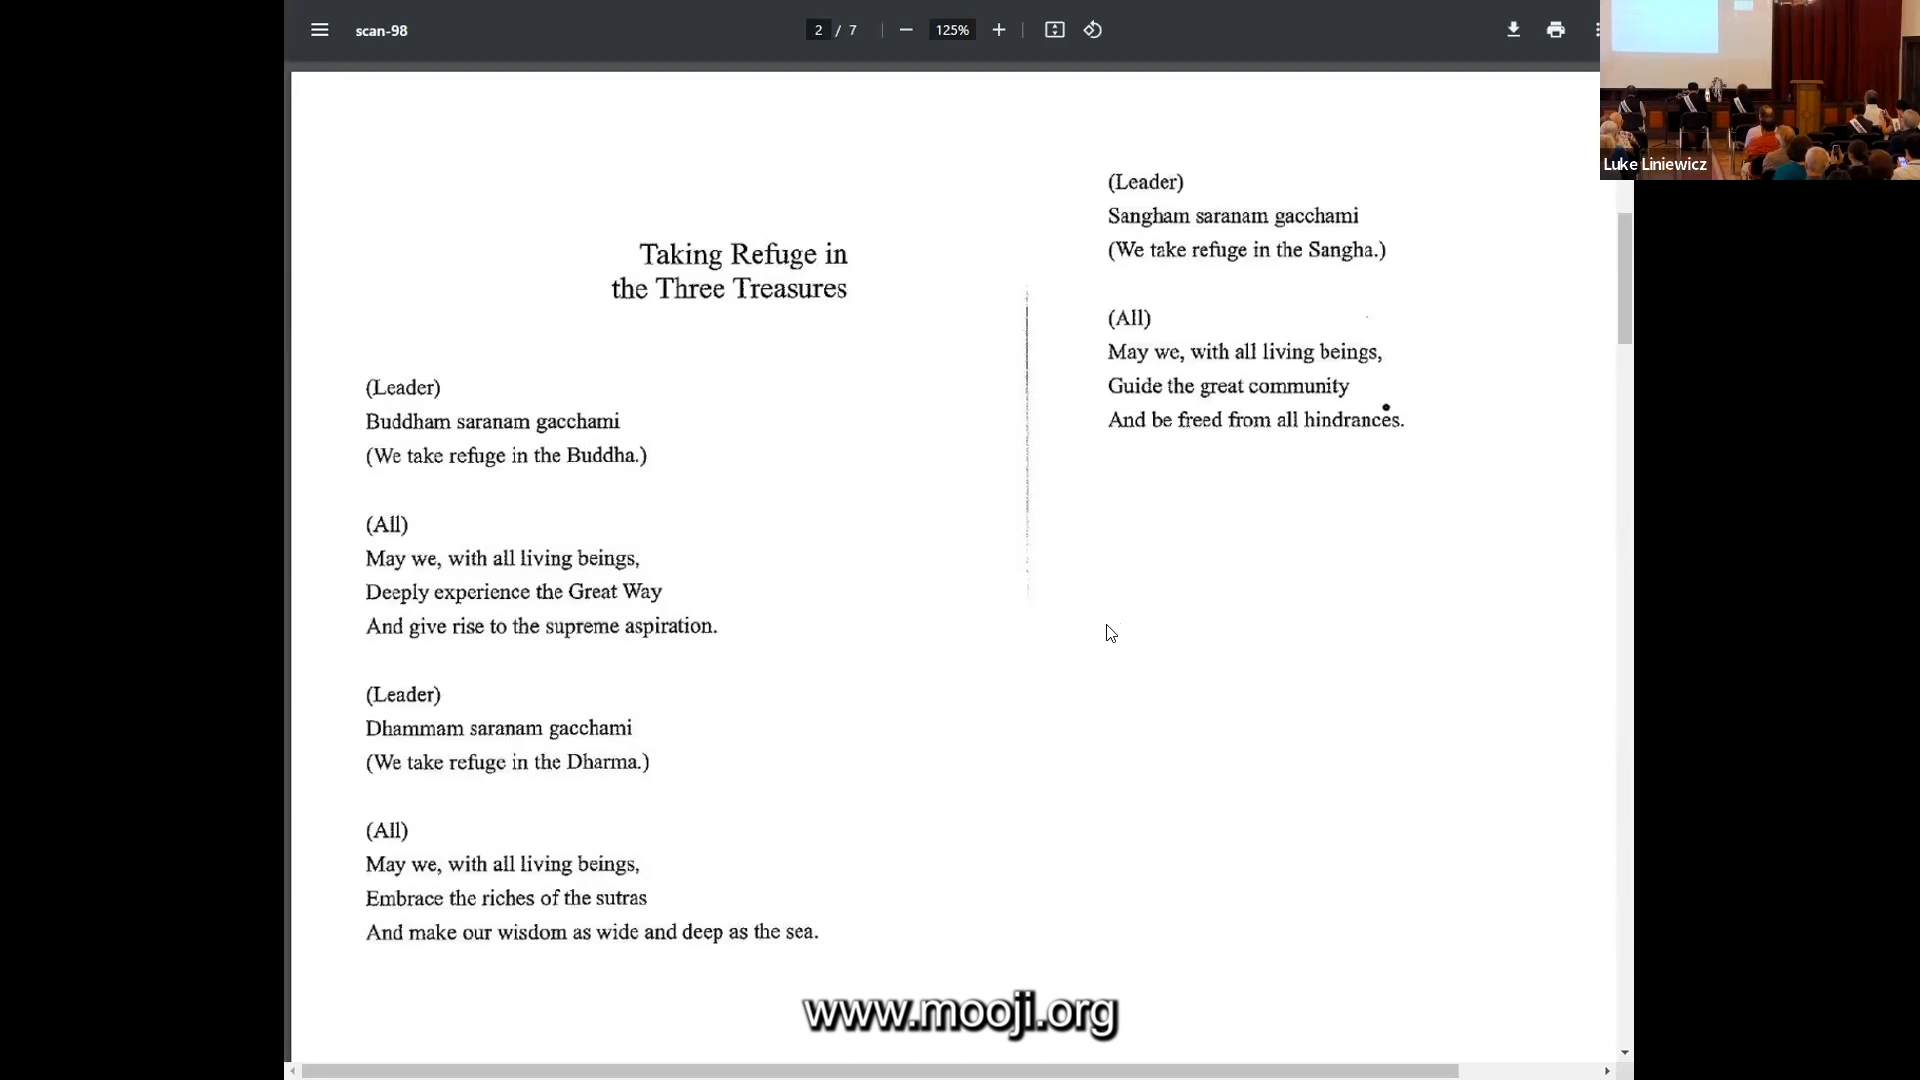 scan-98
2 / 7
125%
Luke Liniewicz
Taking Refuge in
the Three Treasures
(Leader)
Buddham saranam gacchami
(We take refuge in the Buddha.)
(All)
May we, with all living beings,
Deeply experience the Great Way
And give rise to the supreme aspiration.
(Leader)
Dhammam saranam gacchami
(We take refuge in the Dharma.)
(All)
May we, with all living beings,
Embrace the riches of the sutras
And make our wisdom as wide and deep as the sea.
(Leader)
Sangham saranam gacchami
(We take refuge in the Sangha.)
(All)
May we, with all living beings,
Guide the great community
And be freed from all hindrances.
www.mooji.org